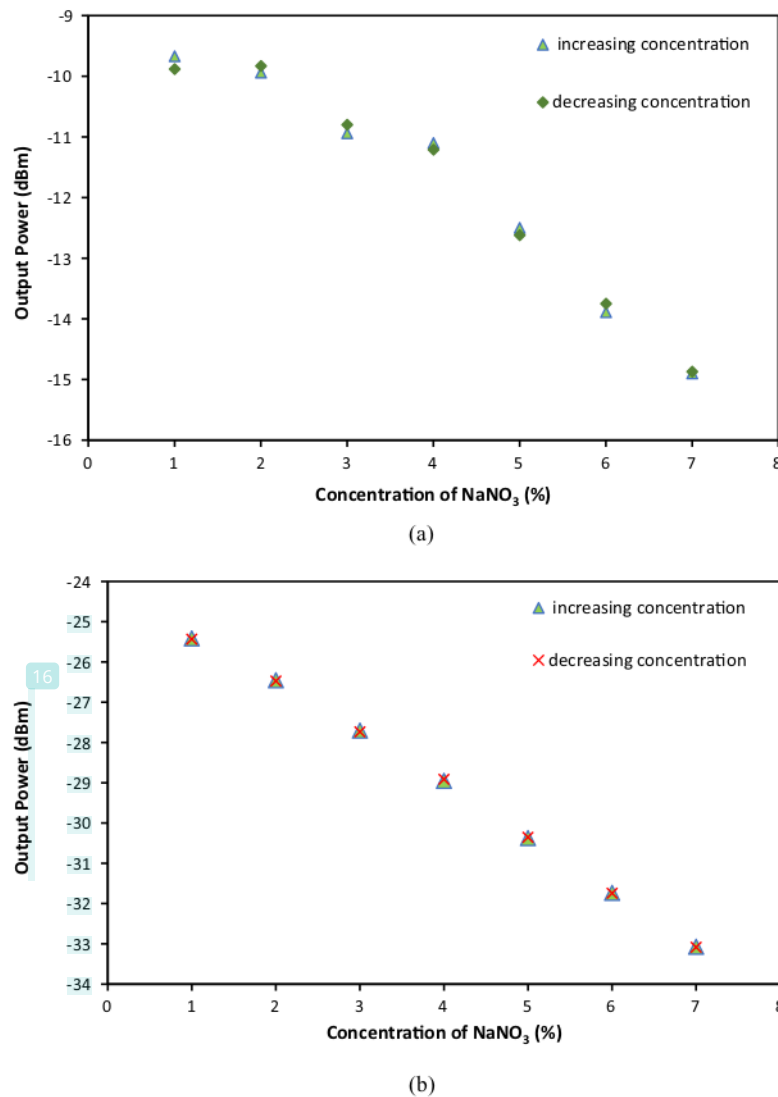 -9
-10
-11
-12
-13
-14
-15
-16
Output Power (dBm)
increasing concentration
decreasing concentration
0 1 2 3 4 5 6 7 8
Concentration of NaNO₃ (%)
(a)
-24
-25
-26
-27
-28
-29
-30
-31
-32
-33
-34
16
Output Power (dBm)
increasing concentration
decreasing concentration
0 1 2 3 4 5 6 7 8
Concentration of NaNO₃ (%)
(b)